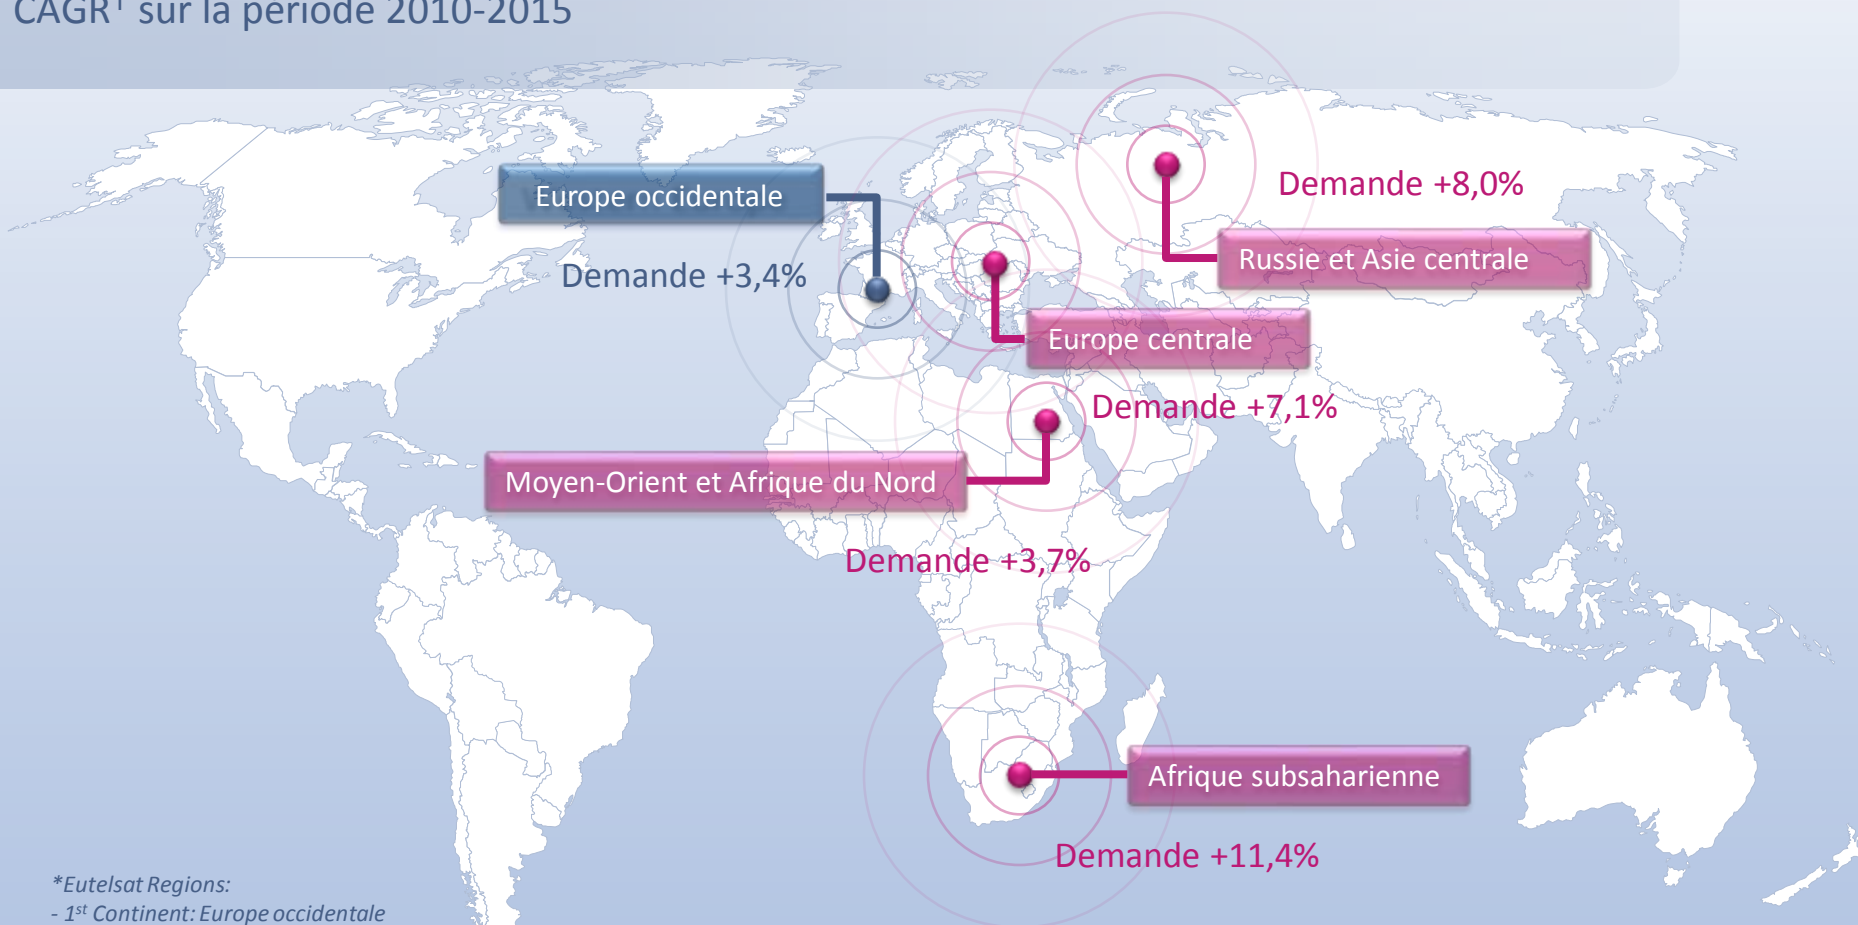 CAGR¹ sur la période 2010-2015
Europe occidentale
Demande +3,4%
Demande +8,0%
Russie et Asie centrale
Europe centrale
Demande +7,1%
Moyen-Orient et Afrique du Nord
Demande +3,7%
Afrique subsaharienne
Demande +11,4%
*Eutelsat Regions:
- 1st Continent: Europe occidentale